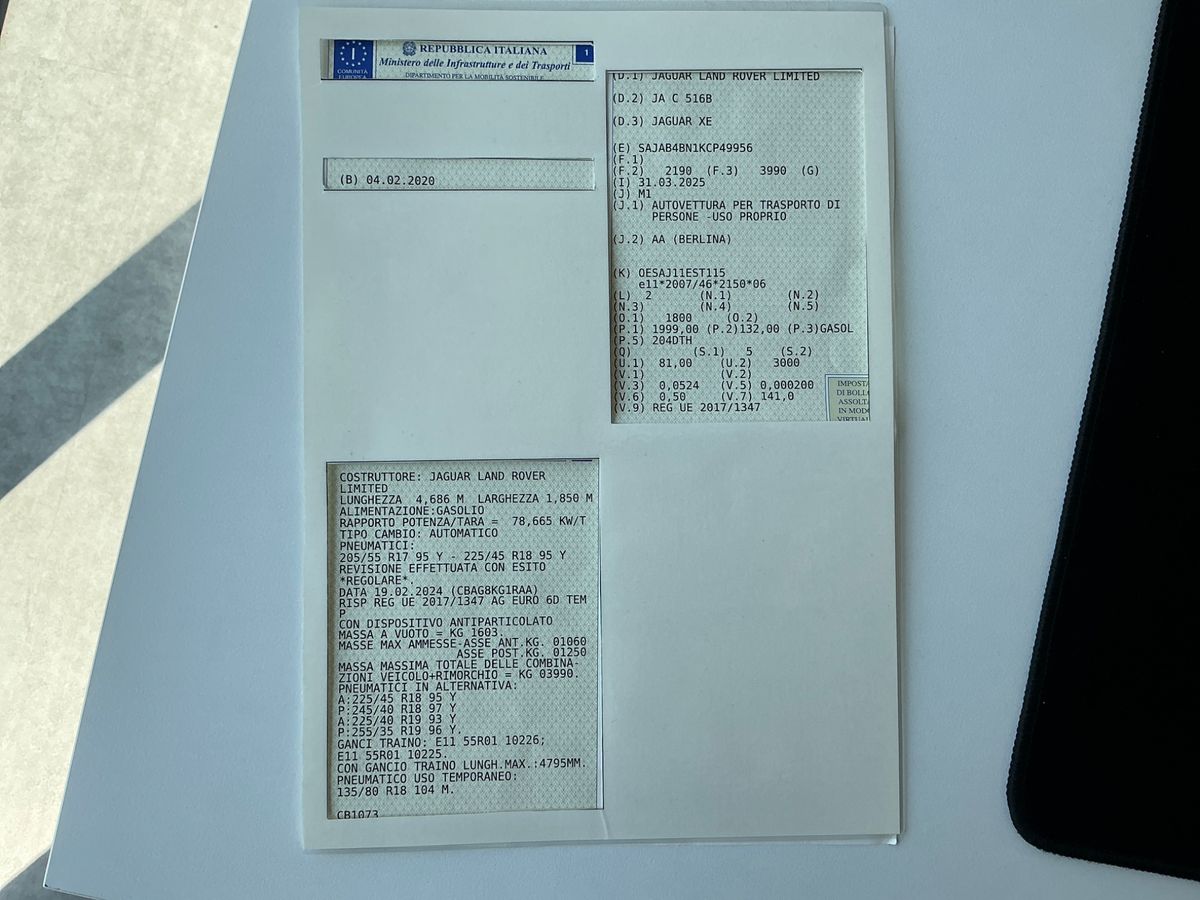 I
COMUNITÀ
EUROPEA
REPUBBLICA ITALIANA
Ministero delle Infrastrutture e dei Trasporti
DIPARTIMENTO PER LA MOBILITÀ SOSTENIBILE
1
(B) 04.02.2020
(D.1) JAGUAR LAND ROVER LIMITED
(D.2) JA C 516B
(D.3) JAGUAR XE
(E) SAJAB4BN1KCP49956
(F.1)
(F.2) 2190 (F.3) 3990 (G)
(I) 31.03.2025
(J) M1
(J.1) AUTOVETTURA PER TRASPORTO DI
PERSONE -USO PROPRIO
(J.2) AA (BERLINA)
(K) OESAJ11EST115
e11*2007/46*2150*06
(L) 2 (N.1) (N.2)
(N.3) (N.4) (N.5)
(O.1) 1800 (O.2)
(P.1) 1999,00 (P.2)132,00 (P.3)GASOL
(P.5) 204DTH
(Q) (S.1) 5 (S.2)
(U.1) 81,00 (U.2) 3000
(V.1) (V.2)
(V.3) 0,0524 (V.5) 0,000200
(V.6) 0,50 (V.7) 141,0
(V.9) REG UE 2017/1347
IMPOSTA
DI BOLLO
ASSOLTA
IN MODO
VIRTUAL
COSTRUTTORE: JAGUAR LAND ROVER
LIMITED
LUNGHEZZA 4,686 M LARGHEZZA 1,850 M
ALIMENTAZIONE:GASOLIO
RAPPORTO POTENZA/TARA = 78,665 KW/T
TIPO CAMBIO: AUTOMATICO
PNEUMATICI:
205/55 R17 95 Y - 225/45 R18 95 Y
REVISIONE EFFETTUATA CON ESITO
*REGOLARE*.
DATA 19.02.2024 (CBAG8KG1RAA)
RISP REG UE 2017/1347 AG EURO 6D TEM
P
CON DISPOSITIVO ANTIPARTICOLATO
MASSA A VUOTO = KG 1603.
MASSE MAX AMMESSE-ASSE ANT.KG. 01060
ASSE POST.KG. 01250
MASSA MASSIMA TOTALE DELLE COMBINA-
ZIONI VEICOLO+RIMORCHIO = KG 03990.
PNEUMATICI IN ALTERNATIVA:
A:225/45 R18 95 Y
P:245/40 R18 97 Y
A:225/40 R19 93 Y
P:255/35 R19 96 Y.
GANCI TRAINO: E11 55R01 10226;
E11 55R01 10225.
CON GANCIO TRAINO LUNGH.MAX.:4795MM.
PNEUMATICO USO TEMPORANEO:
135/80 R18 104 M.
CB1073